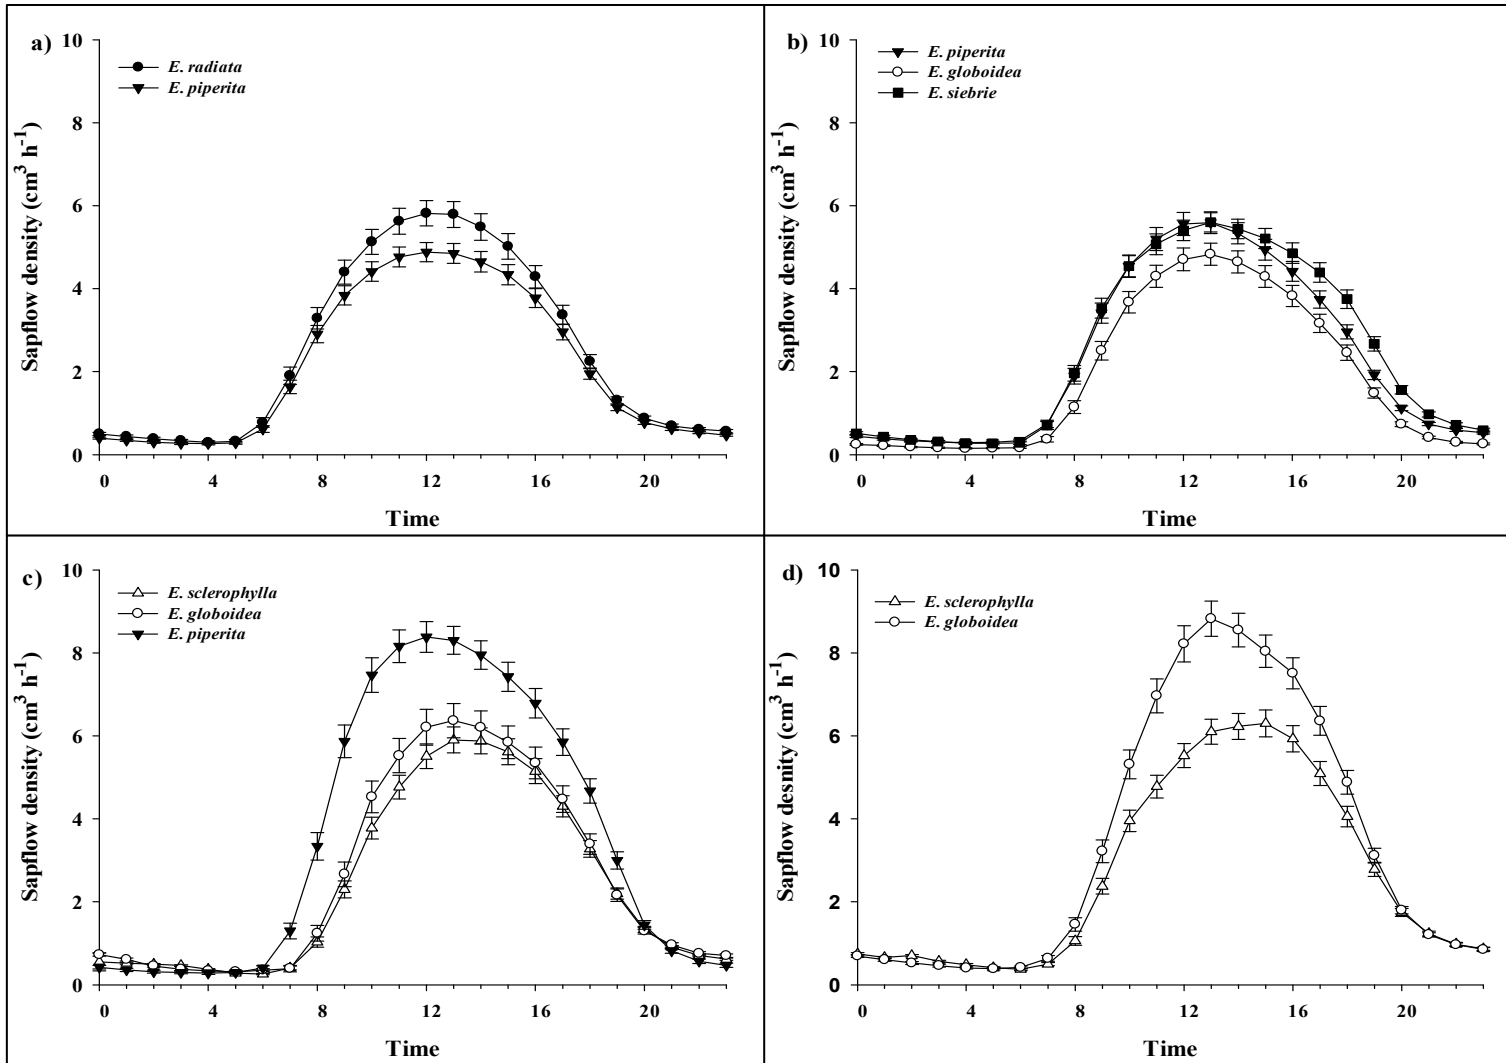 a)
E. radiata
E. piperita
Sapflow density (cm³ h⁻¹)
10
8
6
4
2
0
0 4 8 12 16 20
Time
b)
E. piperita
E. globoidea
E. siebrie
Sapflow density (cm³ h⁻¹)
10
8
6
4
2
0
0 4 8 12 16 20
Time
c)
E. sclerophylla
E. globoidea
E. piperita
Sapflow density (cm³ h⁻¹)
10
8
6
4
2
0
0 4 8 12 16 20
Time
d)
E. sclerophylla
E. globoidea
Sapflow desnity (cm³ h⁻¹)
10
8
6
4
2
0
0 4 8 12 16 20
Time